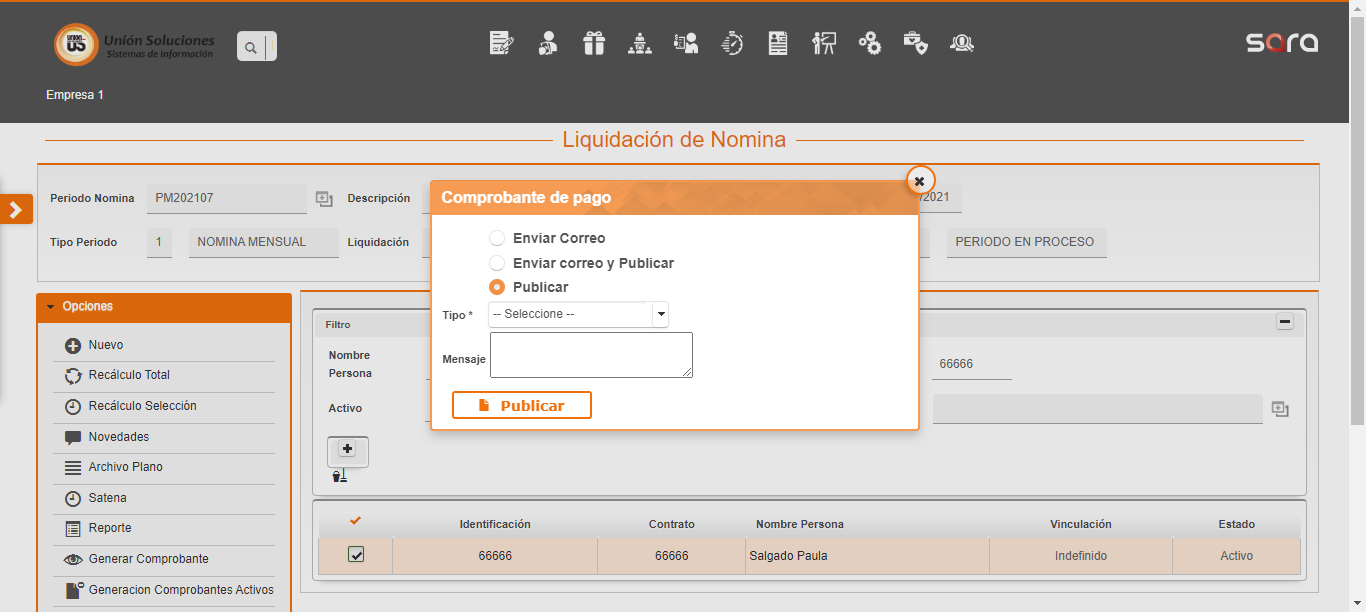 UNION
US
Unión Soluciones
Sistemas de Información
sara
Empresa 1
Liquidación de Nomina
Periodo Nomina PM202107 Descripción /2021
Tipo Periodo 1 NOMINA MENSUAL Liquidación PERIODO EN PROCESO
Comprobante de pago
Enviar Correo
Enviar correo y Publicar
Publicar
Tipo * -- Seleccione --
Mensaje
Publicar
Opciones
Nuevo
Recálculo Total
Recálculo Selección
Novedades
Archivo Plano
Satena
Reporte
Generar Comprobante
Generacion Comprobantes Activos
Filtro
Nombre
Persona
66666
Activo
Identificación Contrato Nombre Persona Vinculación Estado
66666 66666 Salgado Paula Indefinido Activo